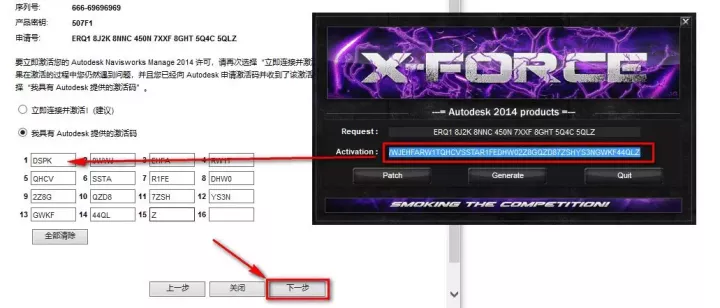 序列号: 666-69696969
产品密钥: 507F1
申请号: ERQ1 8J2K 8NNC 450N 7XXF 8GHT 5Q4C 5QLZ
要立即激活您的 Autodesk Navisworks Manage 2014 许可，请再次选择 "立即连接并激
果在激活的过程中您仍然遇到问题，并且您已经向 Autodesk 申请激活码并收到了该激活
择 "我具有 Autodesk 提供的激活码"。
立即连接并激活! (建议)
我具有 Autodesk 提供的激活码
1 DSPK 2 3 EHFA 4 RW1T
5 QHCV 6 SSTA 7 R1FE 8 DHW0
9 2Z8G 10 QZD8 11 7ZSH 12 YS3N
13 GWKF 14 44QL 15 Z 16
全部清除
上一步 关闭 下一步
X-FORCE
---= Autodesk 2014 products =---
Request : ERQ1 8J2K 8NNC 450N 7XXF 8GHT 5Q4C 5QLZ
Activation :
Patch Generate Quit
SMOKING THE COMPETITION!